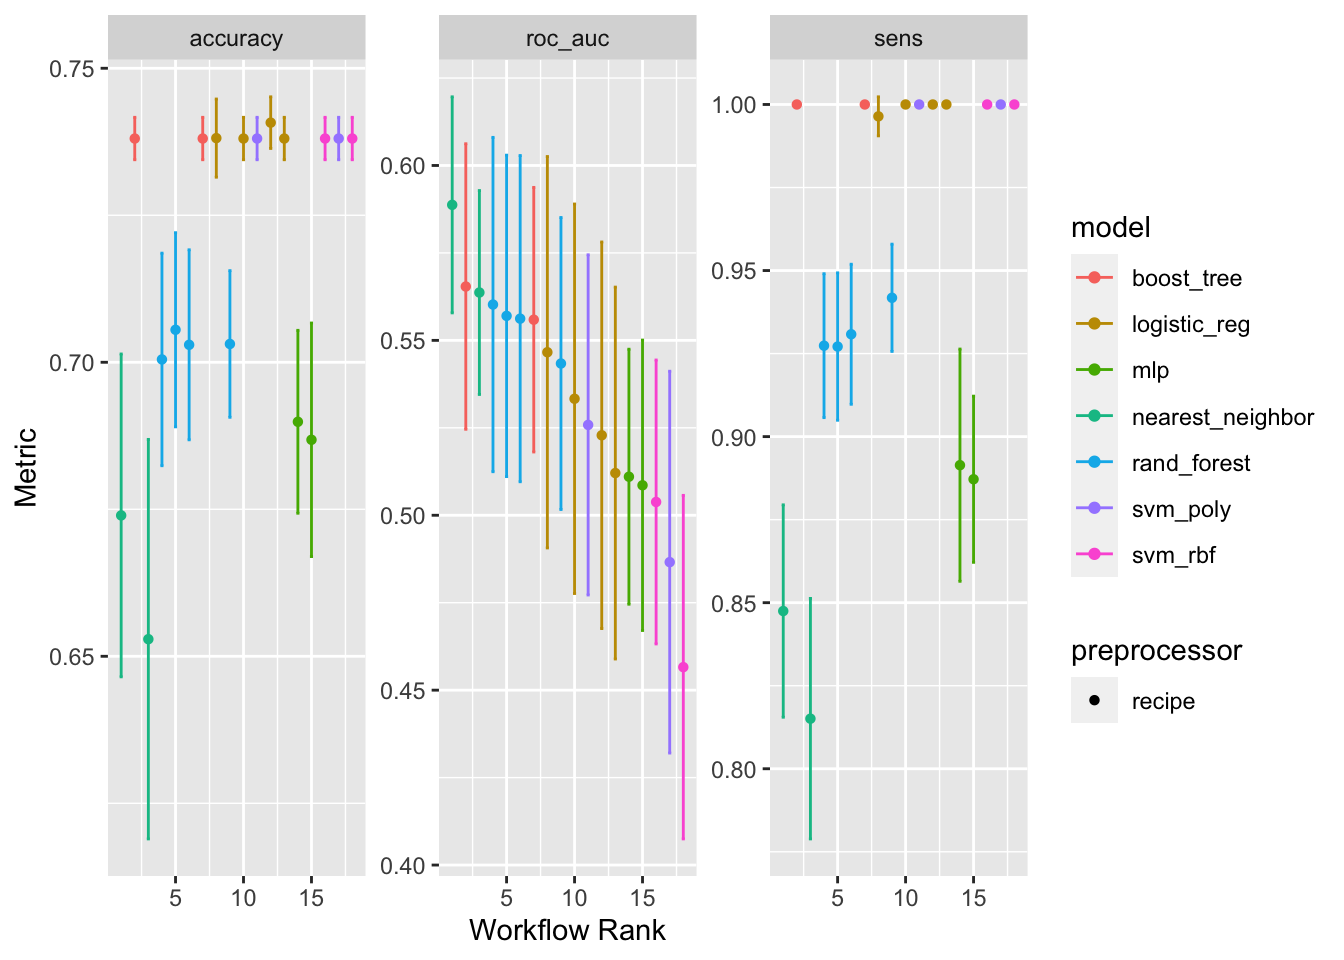 accuracy
roc_auc
sens
0.75
0.70
0.65
0.60
0.55
0.50
0.45
0.40
1.00
0.95
0.90
0.85
0.80
5 10 15
5 10 15
5 10 15
Metric
Workflow Rank
model
boost_tree
logistic_reg
mlp
nearest_neighbor
rand_forest
svm_poly
svm_rbf
preprocessor
recipe